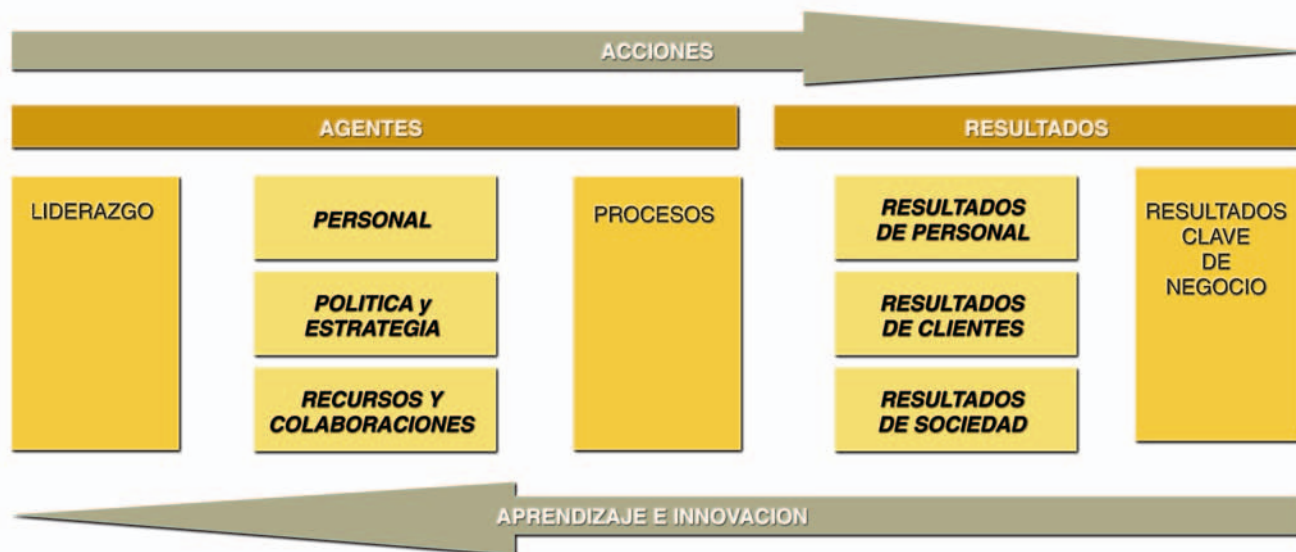 ACCIONES
AGENTES
RESULTADOS
LIDERAZGO
PERSONAL
POLITICA y
ESTRATEGIA
RECURSOS Y
COLABORACIONES
PROCESOS
RESULTADOS
DE PERSONAL
RESULTADOS
DE CLIENTES
RESULTADOS
DE SOCIEDAD
RESULTADOS
CLAVE
DE
NEGOCIO
APRENDIZAJE E INNOVACION